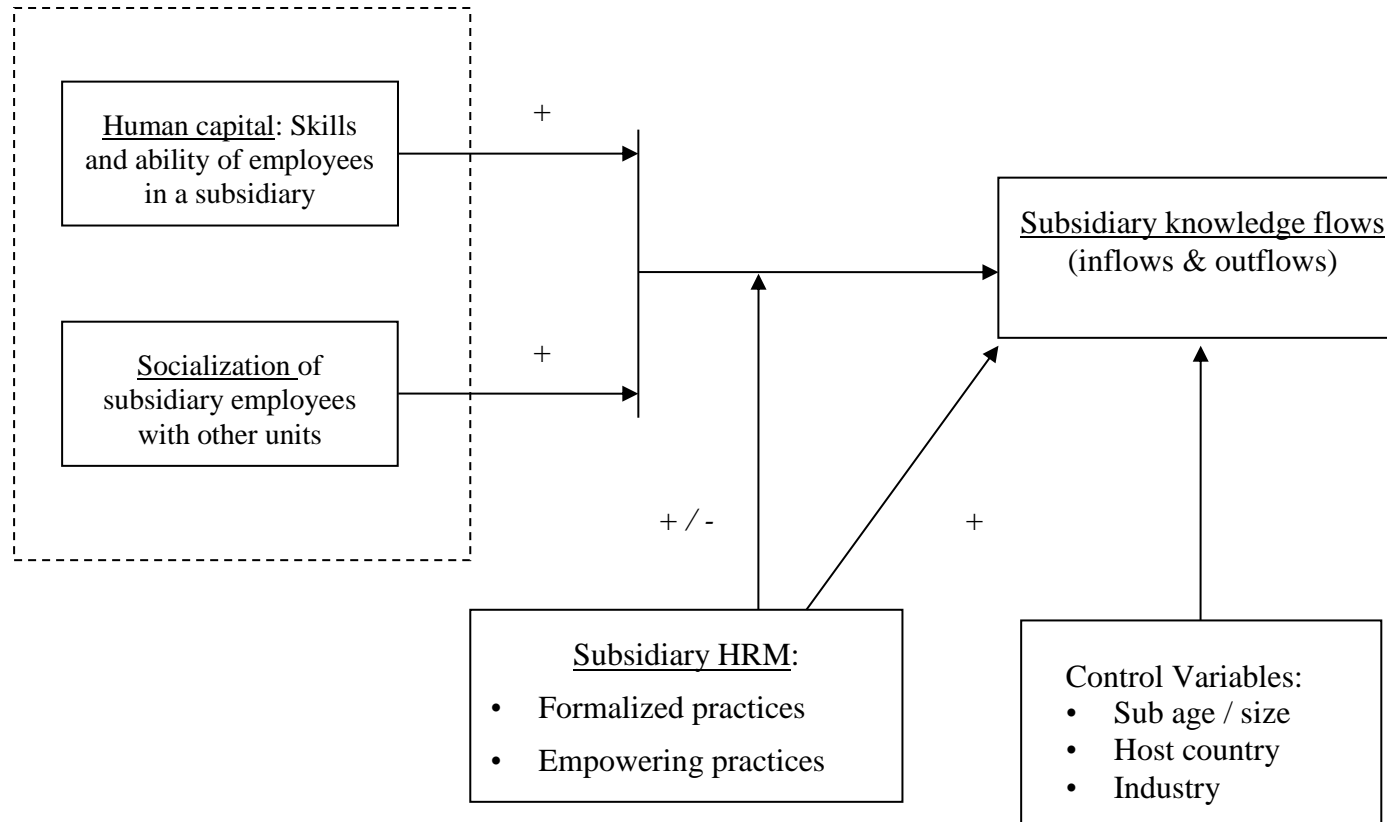 +
Human capital: Skills
and ability of employees
in a subsidiary
Subsidiary knowledge flows
(inflows & outflows)
+
Socialization of
subsidiary employees
with other units
+ / -
+
Subsidiary HRM:
• Formalized practices
• Empowering practices
Control Variables:
• Sub age / size
• Host country
• Industry